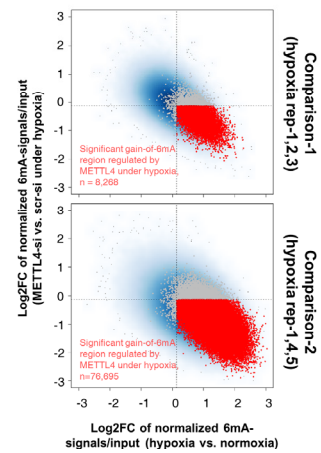 Log2FC of normalized 6mA-signals/input
(METTL4-si vs. scr-si under hypoxia)
3
2
1
0
-1
-2
-3
Significant gain-of-6mA
region regulated by
METTL4 under hypoxia,
n = 8,268
Comparison-1
(hypoxia rep-1,2,3)
3
2
1
0
-1
-2
-3
Significant gain-of-6mA
region regulated by
METTL4 under hypoxia,
n=76,695
Comparison-2
(hypoxia rep-1,4,5)
-3 -2 -1 0 1 2 3
Log2FC of normalized 6mA-
signals/input (hypoxia vs. normoxia)